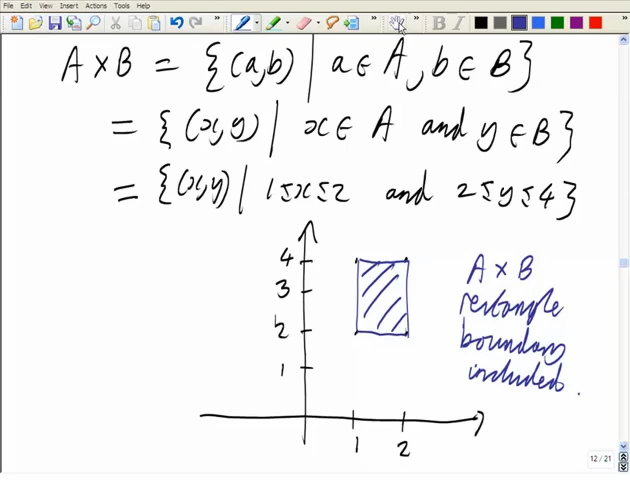 File Edit View Insert Actions Tools Help
B I
A × B = {(a,b) | a ∈ A, b ∈ B}
= {(x,y) | x ∈ A and y ∈ B}
= {(x,y) | 1 ≤ x ≤ 2 and 2 ≤ y ≤ 4}
4
3
2
1
1 2
A × B
rectangle
boundary
included.
12 / 21